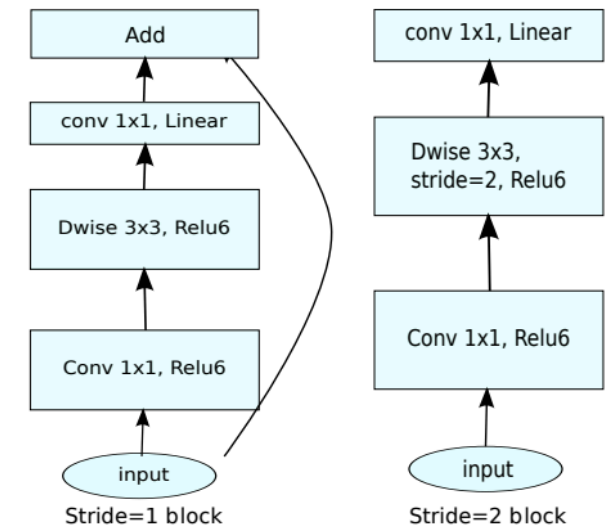 Add
conv 1x1, Linear
Dwise 3x3, Relu6
Conv 1x1, Relu6
input
Stride=1 block
conv 1x1, Linear
Dwise 3x3,
stride=2, Relu6
Conv 1x1, Relu6
input
Stride=2 block